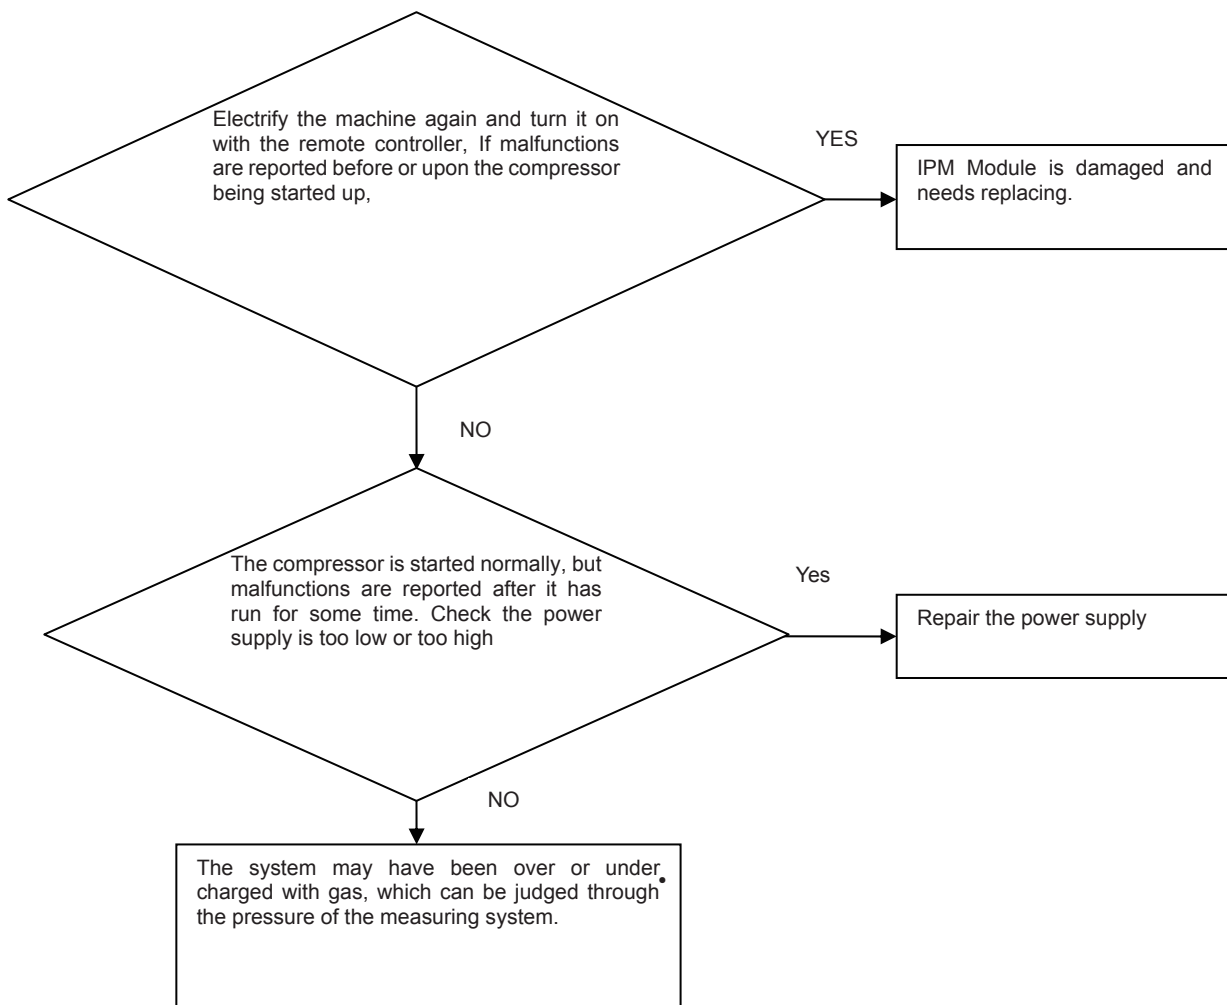 Electrify the machine again and turn it on
with the remote controller, If malfunctions
are reported before or upon the compressor
being started up,
YES
IPM Module is damaged and
needs replacing.
NO
The compressor is started normally, but
malfunctions are reported after it has
run for some time. Check the power
supply is too low or too high
Yes
Repair the power supply
NO
The system may have been over or under
charged with gas, which can be judged through
the pressure of the measuring system.